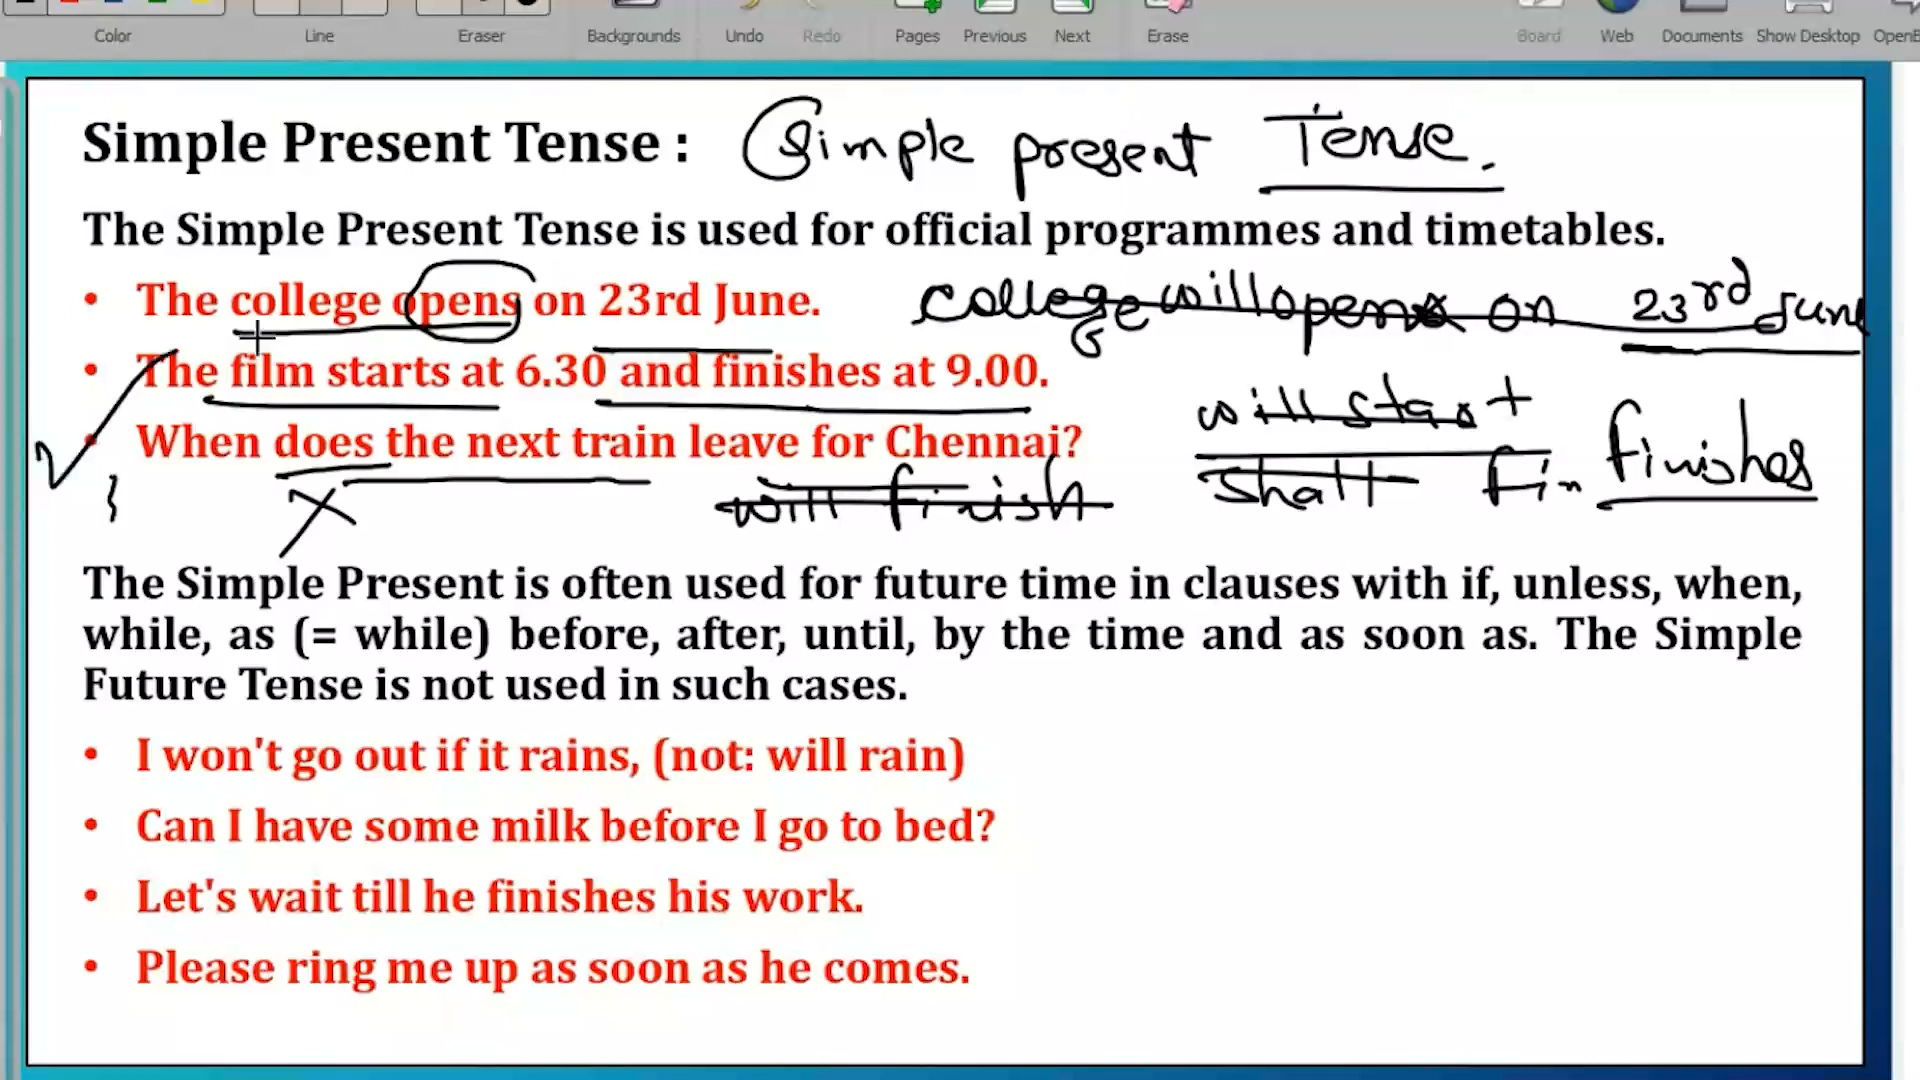 Color Line Eraser Backgrounds Undo Redo Pages Previous Next Erase Board Web Documents Show Desktop OpenB
Simple Present Tense : Simple present Tense.
The Simple Present Tense is used for official programmes and timetables.
• The college opens on 23rd June. college will open on 23rd June
• The film starts at 6.30 and finishes at 9.00. will start
• When does the next train leave for Chennai? finishes
will finish shall Fin
The Simple Present is often used for future time in clauses with if, unless, when,
while, as (= while) before, after, until, by the time and as soon as. The Simple
Future Tense is not used in such cases.
• I won't go out if it rains, (not: will rain)
• Can I have some milk before I go to bed?
• Let's wait till he finishes his work.
• Please ring me up as soon as he comes.